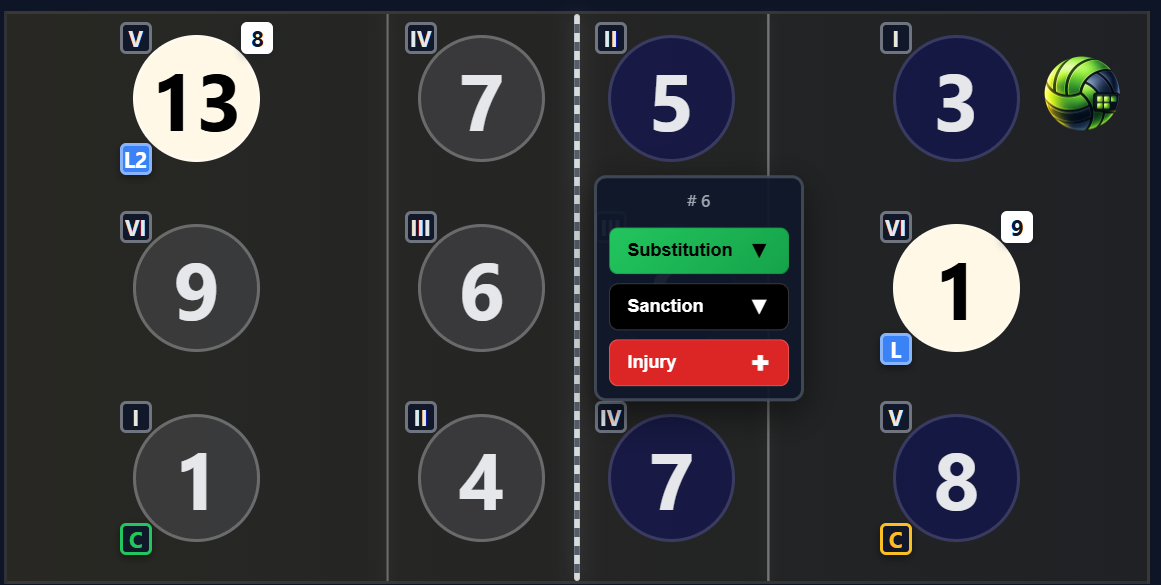 V 8 IV II I
13 7 5 3
L2
# 6
VI III VI 9
Substitution ▼
9 6 1
Sanction ▼
L
Injury ✚
I II IV V
1 4 7 8
C C